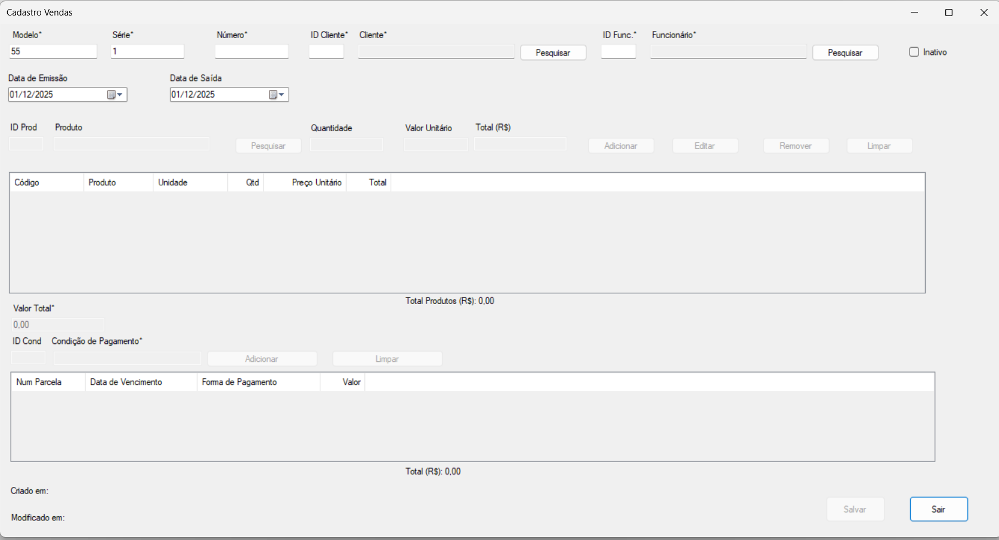 Cadastro Vendas
Modelo* Série* Número* ID Cliente* Cliente* ID Func.* Funcionário*
55 1 Pesquisar Pesquisar Inativo
Data de Emissão Data de Saída
01/12/2025 01/12/2025
ID Prod Produto Quantidade Valor Unitário Total (R$)
Pesquisar Adicionar Editar Remover Limpar
Código Produto Unidade Qtd Preço Unitário Total
Total Produtos (R$): 0,00
Valor Total*
0,00
ID Cond Condição de Pagamento*
Adicionar Limpar
Num Parcela Data de Vencimento Forma de Pagamento Valor
Total (R$): 0,00
Criado em:
Salvar Sair
Modificado em: